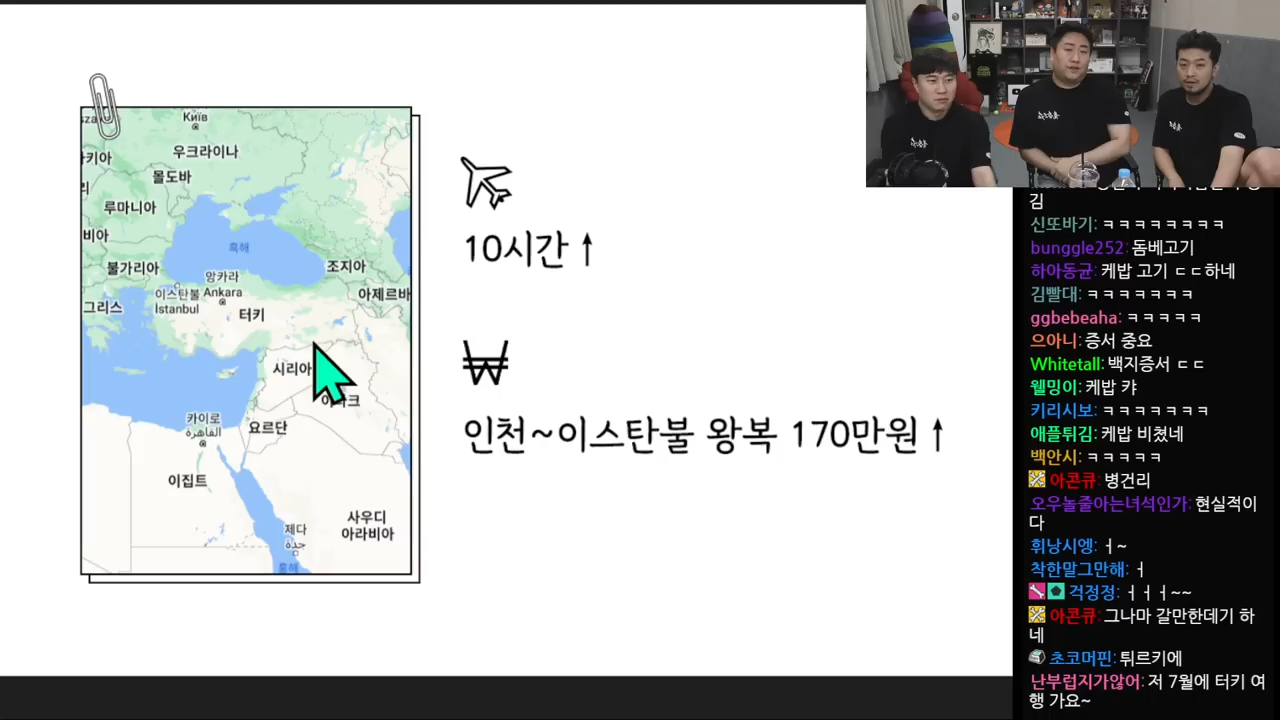 Київ
우크라이나
몰도바
루마니아
불가리아
흑해
조지아
앙카라
Ankara
이스탄불
İstanbul
아제르바
그리스
터키
시리아
카이로
القاهرة
요르단
이집트
사우디
아라비아
제다
جدة
홍해
10시간↑
₩
인천~이스탄불 왕복 170만원↑
김
신또바기: ㅋㅋㅋㅋㅋㅋㅋㅋ
bunggle252: 돔베고기
하아동균: 케밥 고기 ㄷㄷ하네
김빨대: ㅋㅋㅋㅋㅋㅋㅋ
ggbebeaha: ㅋㅋㅋㅋㅋ
으아니: 증서 중요
Whitetall: 백지증서 ㄷㄷ
웰밍이: 케밥 캬
키리시보: ㅋㅋㅋㅋㅋㅋㅋ
애플튀김: 케밥 비쌌네
백안시: ㅋㅋㅋㅋㅋ
아콘큐: 병건리
오우놀줄아는녀석인가: 현실적이
다
휘낭시엥: ㅓ~
착한말그만해: ㅓ
걱정정: ㅓㅓㅓ~~
아콘큐: 그나마 갈만한데기 하
네
초코머핀: 튀르키에
난부럽지가않어: 저 7월에 터키 여
행 가요~